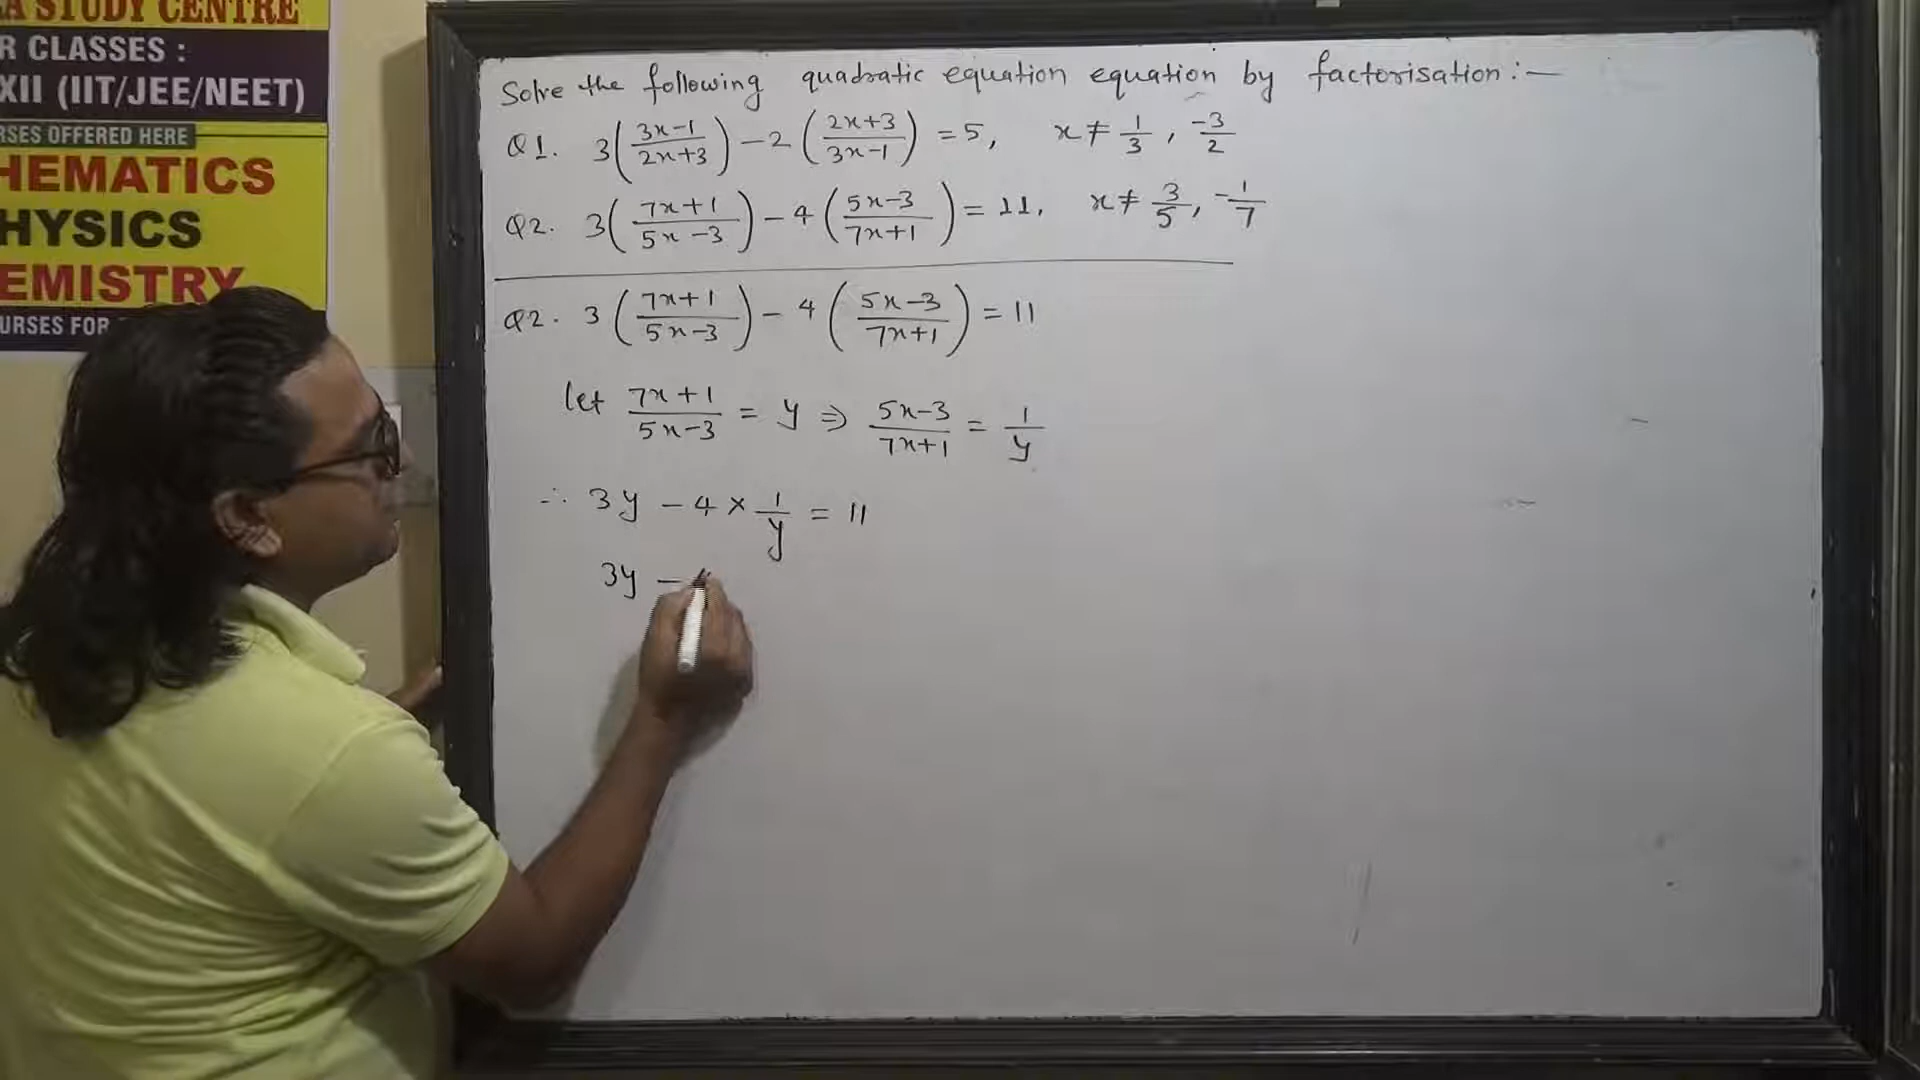 A STUDY CENTRE
R CLASSES :
XII (IIT/JEE/NEET)
RSES OFFERED HERE
HEMATICS
HYSICS
EMISTRY
URSES FOR
Solve the following quadratic equation equation by factorisation :—
Q1. 3((3x-1)/(2x+3)) - 2((2x+3)/(3x-1)) = 5, x ≠ 1/3, -3/2
Q2. 3((7x+1)/(5x-3)) - 4((5x-3)/(7x+1)) = 11, x ≠ 3/5, -1/7
Q2. 3((7x+1)/(5x-3)) - 4((5x-3)/(7x+1)) = 11
let (7x+1)/(5x-3) = y ⇒ (5x-3)/(7x+1) = 1/y
∴ 3y - 4 × 1/y = 11
3y -